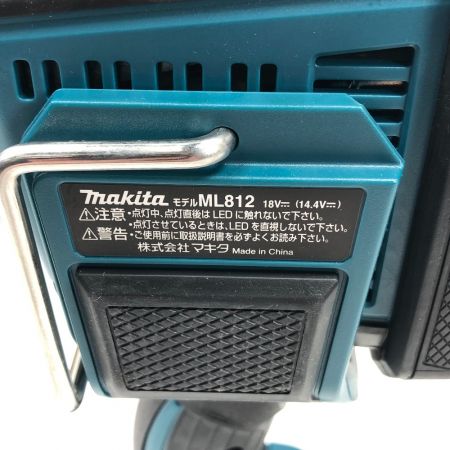 makita モデルML812 18V⎓ (14.4V⎓)
⚠注意・点灯中、点灯直後はLEDに触れないで下さい。
・点灯させているときは、LEDを直視しないで下さい。
⚠警告・ご使用前に取扱説明書を必ずよくお読み下さい。
株式会社 マキタ Made in China